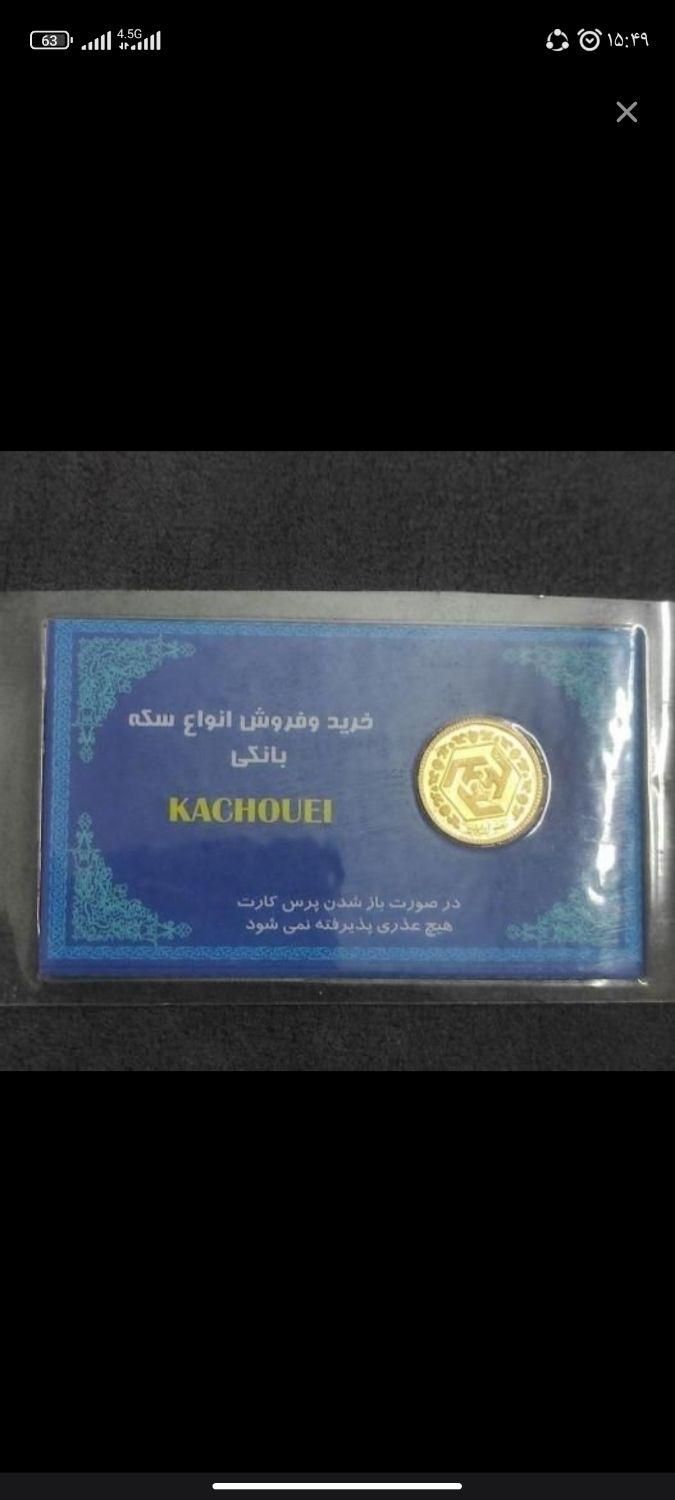 63
4.5G
۱۵:۴۹
خرید وفروش انواع سکه
بانکی
KACHOUEI
در صورت باز شدن پرس کارت
هیچ عذری پذیرفته نمی شود